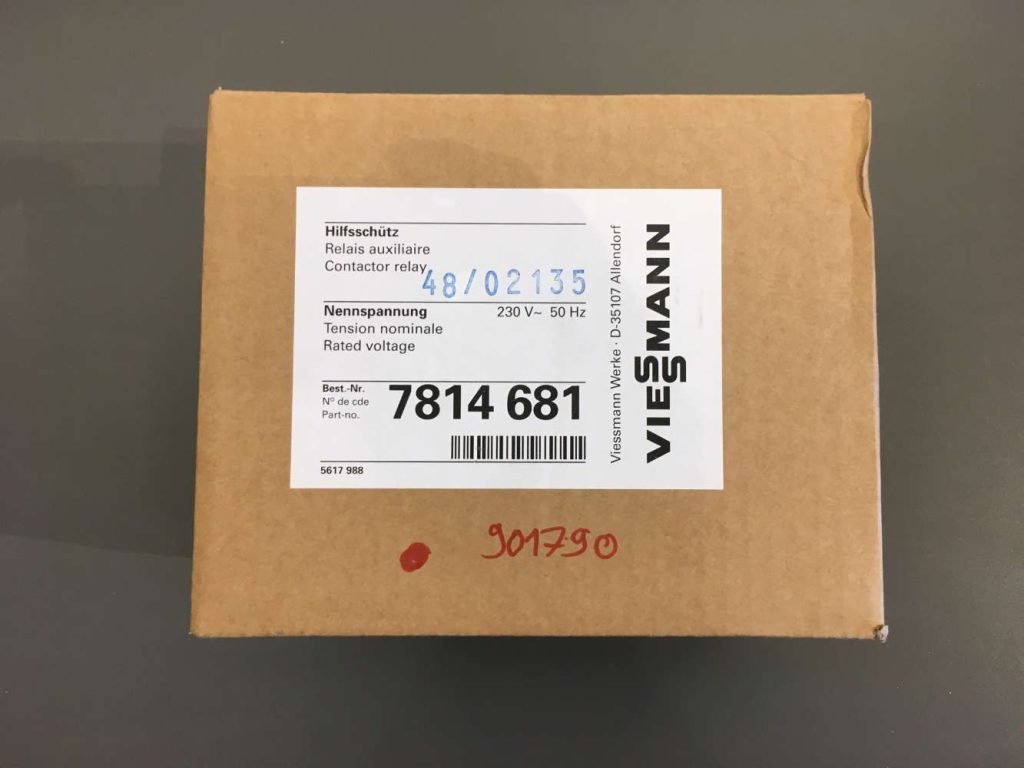 Hilfsschütz
Relais auxiliaire
Contactor relay
48/02135
Nennspannung 230 V~ 50 Hz
Tension nominale
Rated voltage
Best.-Nr.
Nº de cde
Part-no.
7814 681
5617 988
Viessmann Werke · D-35107 Allendorf
VIESSMANN
901790